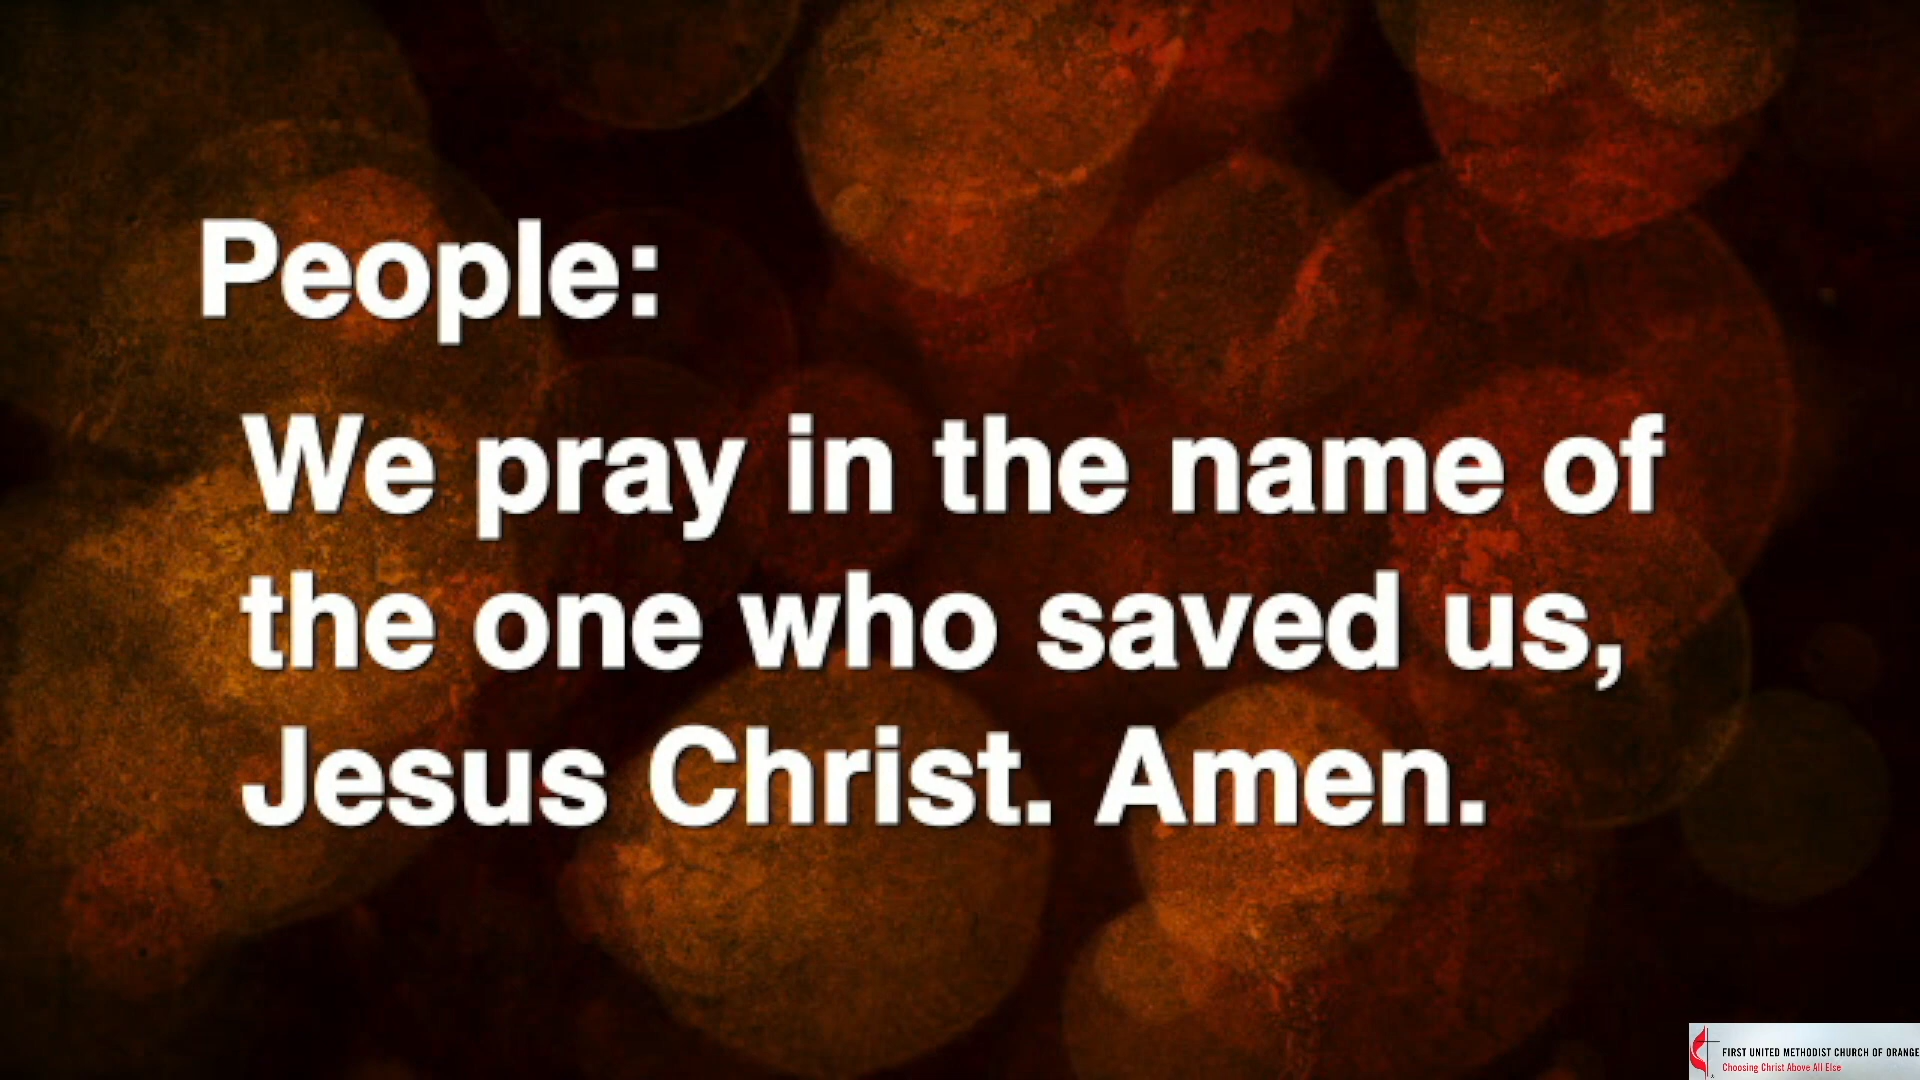 People:
We pray in the name of
the one who saved us,
Jesus Christ. Amen.
FIRST UNITED METHODIST CHURCH OF ORANGE
Choosing Christ Above All Else